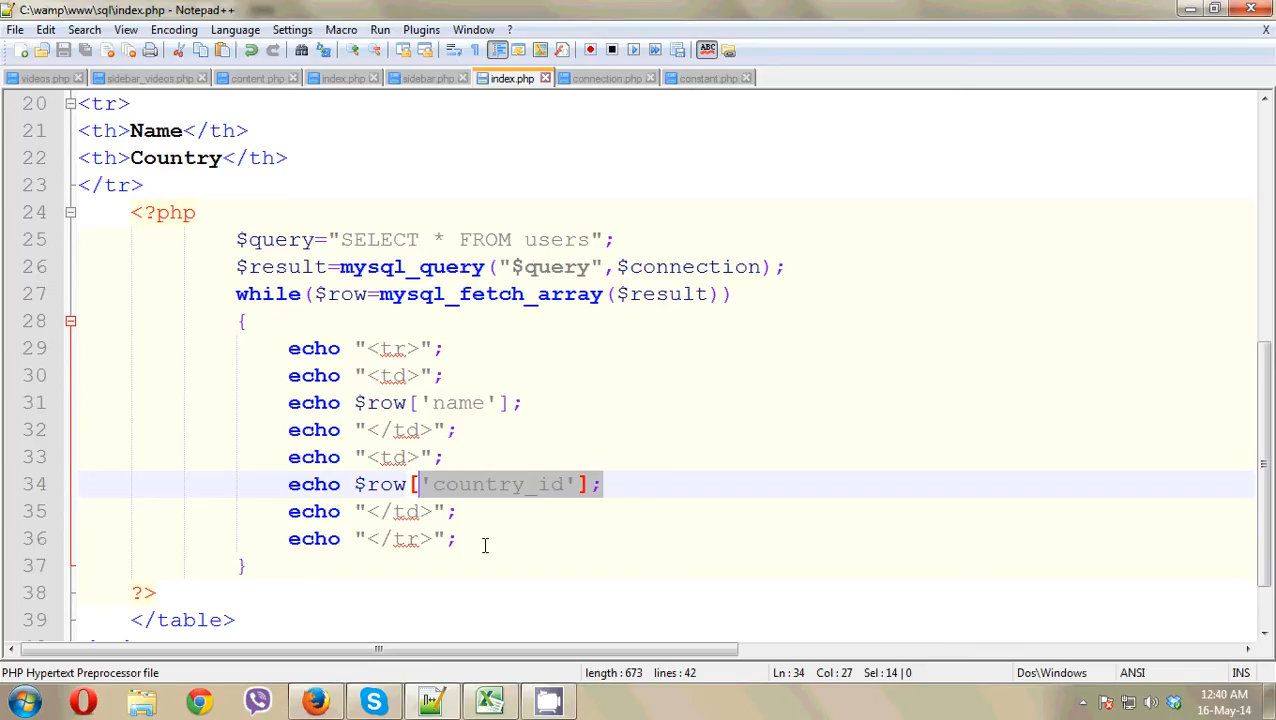 C:\wamp\www\sql\index.php - Notepad++
File Edit Search View Encoding Language Settings Macro Run Plugins Window ? X
ABC
videos.php sidebar_videos.php content.php index.php sidebar.php index.php connection.php constant.php
20 <tr>
21 <th>Name</th>
22 <th>Country</th>
23 </tr>
24 <?php
25 $query="SELECT * FROM users";
26 $result=mysql_query("$query",$connection);
27 while($row=mysql_fetch_array($result))
28 {
29 echo "<tr>";
30 echo "<td>";
31 echo $row['name'];
32 echo "</td>";
33 echo "<td>";
34 echo $row['country_id'];
35 echo "</td>";
36 echo "</tr>";
37 }
38 ?>
39 </table>
PHP Hypertext Preprocessor file length : 673 lines : 42 Ln : 34 Col : 27 Sel : 14 | 0 Dos\Windows ANSI INS
12:40 AM
16-May-14